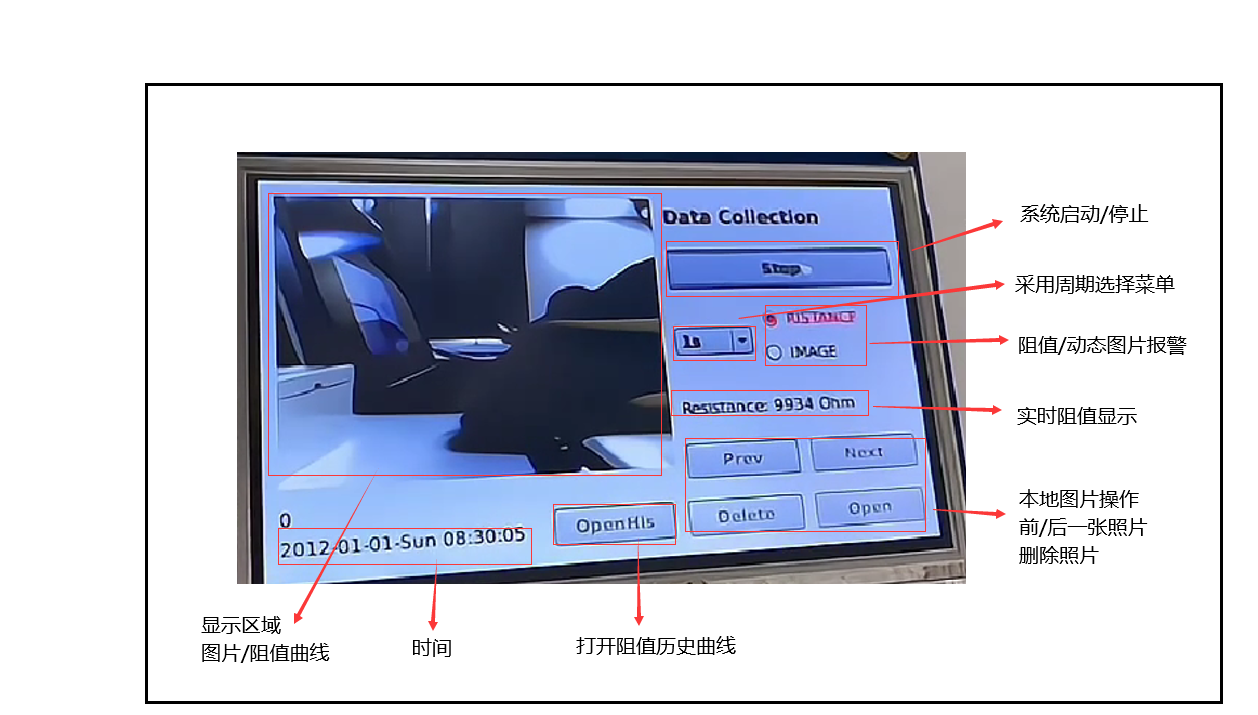 Data Collection
Stop
RISTANCE
1s
IMAGE
Resistance: 9934 Ohm
Prev
Next
Delete
Open
0
2012-01-01-Sun 08:30:05
OpenHis
系统启动/停止
采用周期选择菜单
阻值/动态图片报警
实时阻值显示
本地图片操作
前/后一张照片
删除照片
显示区域
图片/阻值曲线
时间
打开阻值历史曲线